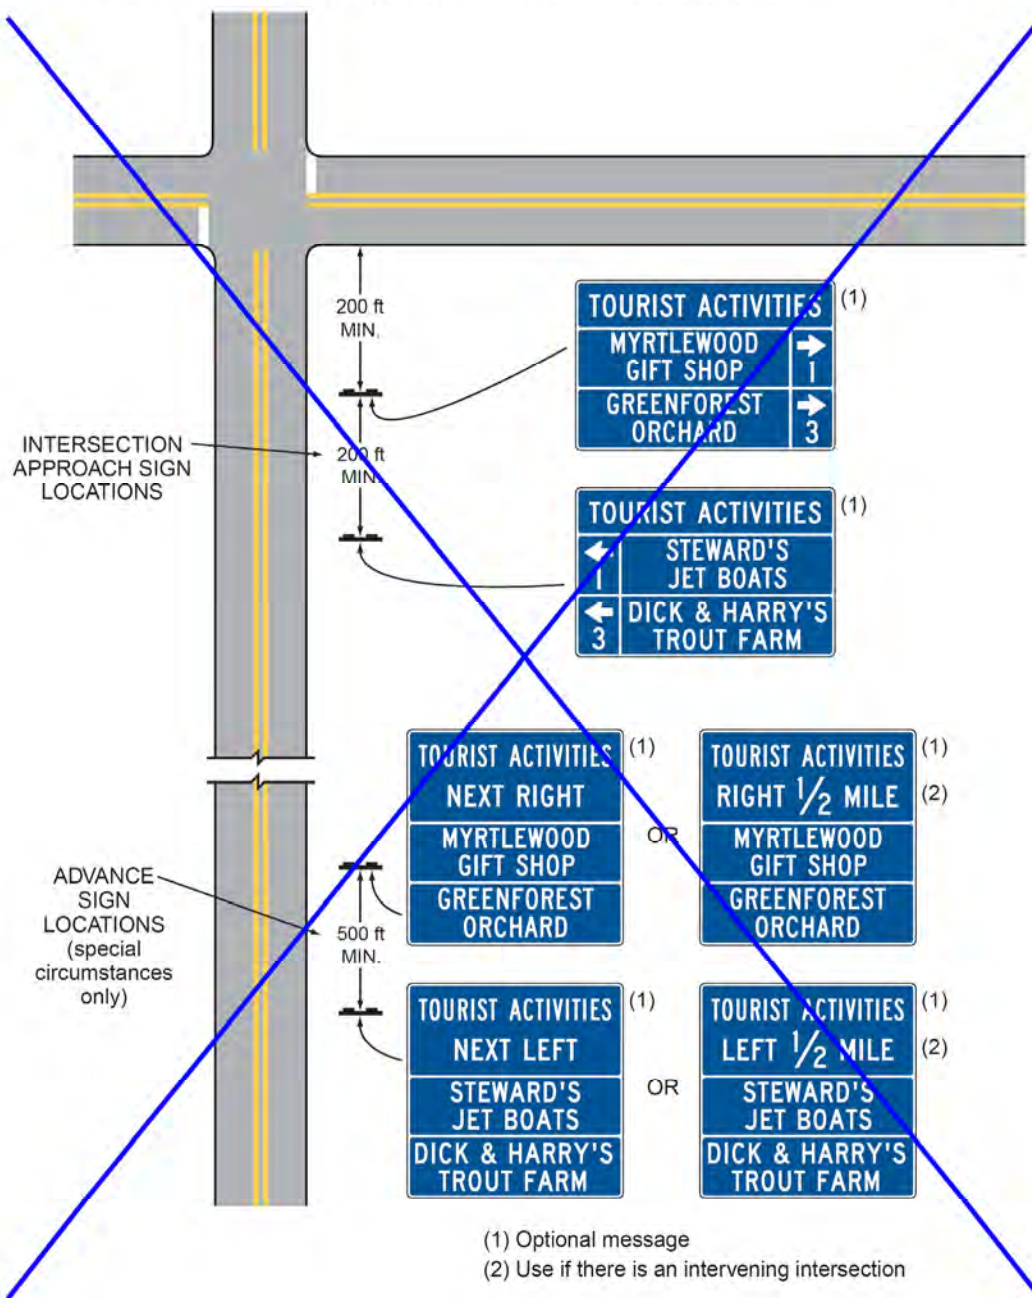 200 ft
MIN.
TOURIST ACTIVITIES (1)
MYRTLEWOOD
GIFT SHOP
1
GREENFOREST
ORCHARD
3
INTERSECTION
APPROACH SIGN
LOCATIONS
200 ft
MIN.
TOURIST ACTIVITIES (1)
1
STEWARD'S
JET BOATS
3
DICK & HARRY'S
TROUT FARM
TOURIST ACTIVITIES (1)
NEXT RIGHT
MYRTLEWOOD
GIFT SHOP
GREENFOREST
ORCHARD
OR
TOURIST ACTIVITIES (1)
RIGHT 1/2 MILE (2)
MYRTLEWOOD
GIFT SHOP
GREENFOREST
ORCHARD
ADVANCE
SIGN
LOCATIONS
(special
circumstances
only)
500 ft
MIN.
TOURIST ACTIVITIES (1)
NEXT LEFT
STEWARD'S
JET BOATS
DICK & HARRY'S
TROUT FARM
OR
TOURIST ACTIVITIES (1)
LEFT 1/2 MILE (2)
STEWARD'S
JET BOATS
DICK & HARRY'S
TROUT FARM
(1) Optional message
(2) Use if there is an intervening intersection